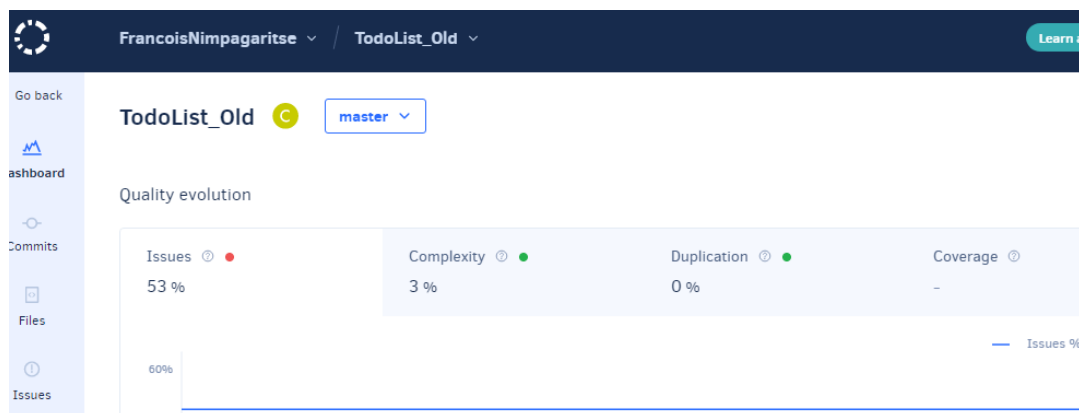 FrancoisNimpagaritse / TodoList_Old
Learn a
Go back
TodoList_Old C master
ashboard
Quality evolution
Commits
Issues Complexity Duplication Coverage
53 % 3 % 0 % –
Files
Issues %
60%
Issues